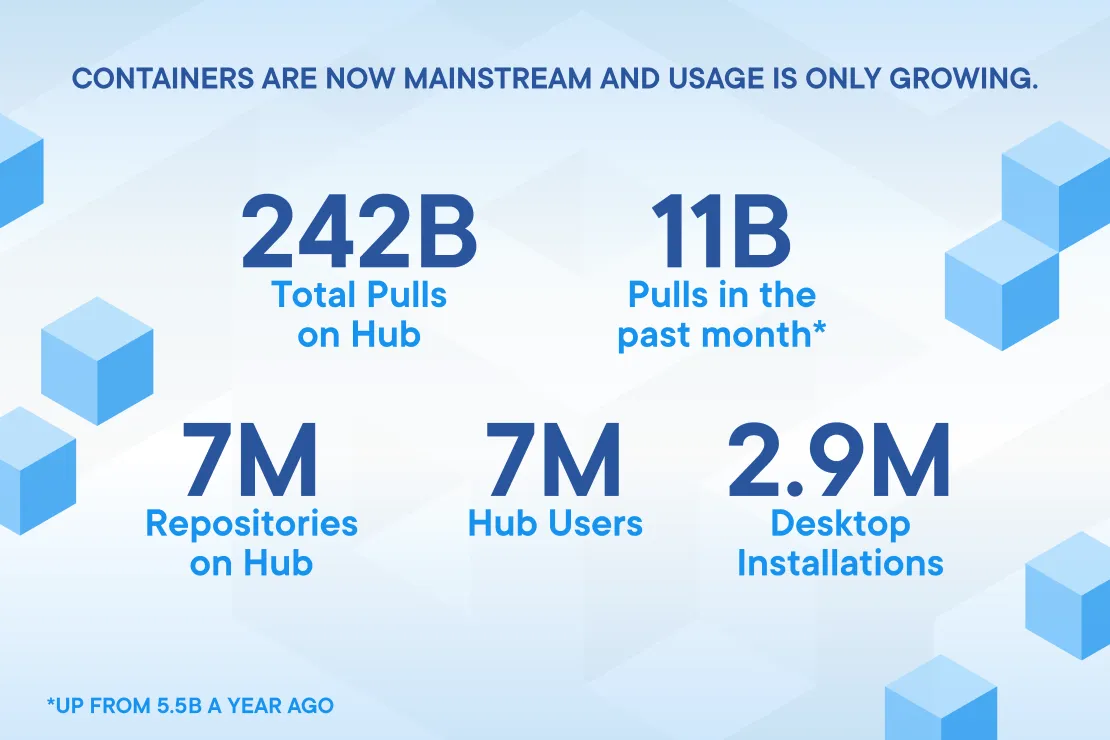 CONTAINERS ARE NOW MAINSTREAM AND USAGE IS ONLY GROWING.
242B
Total Pulls
on Hub
11B
Pulls in the
past month*
7M
Repositories
on Hub
7M
Hub Users
2.9M
Desktop
Installations
*UP FROM 5.5B A YEAR AGO